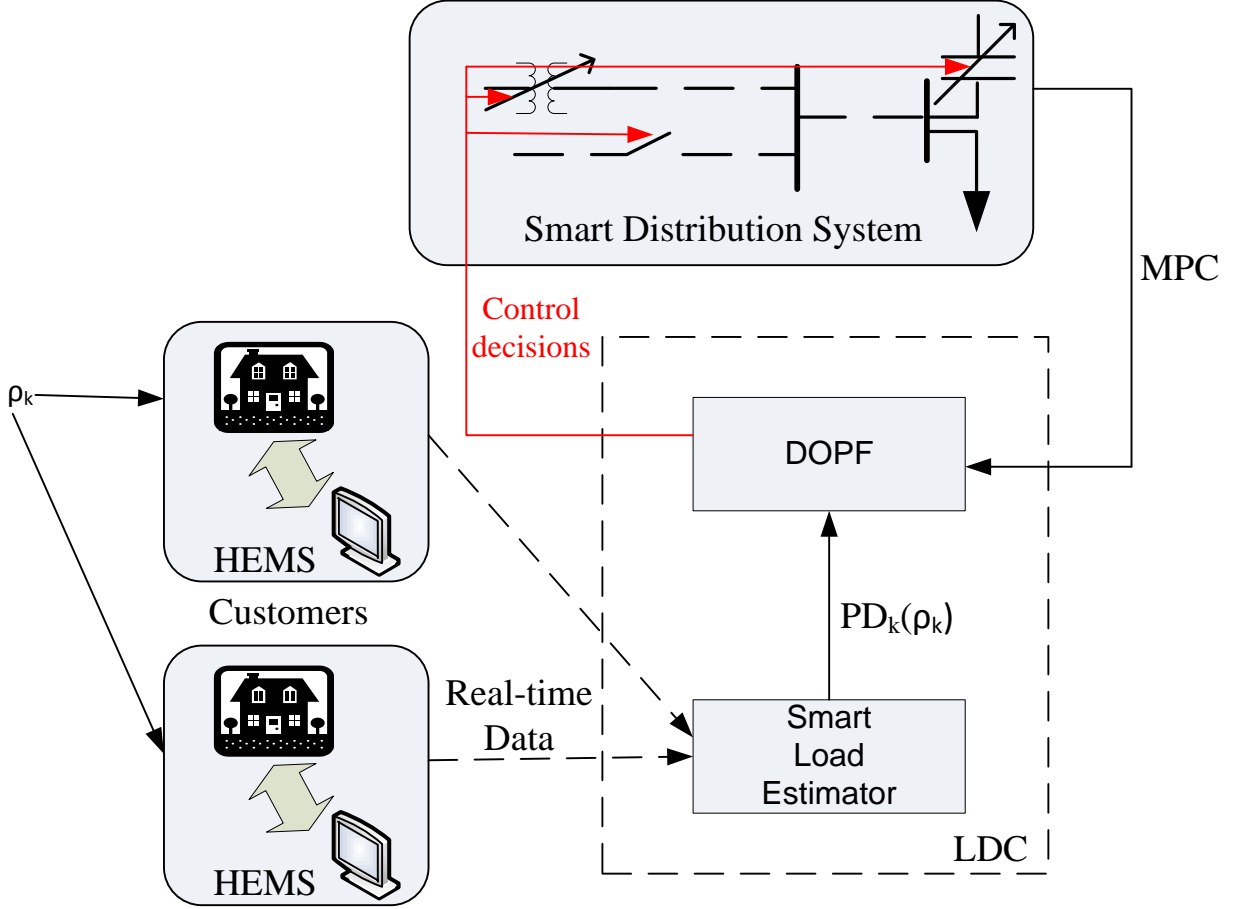 Smart Distribution System
MPC
Control
decisions
ρₖ
DOPF
HEMS
Customers
PDₖ(ρₖ)
Real-time
Data
Smart
Load
Estimator
LDC
HEMS